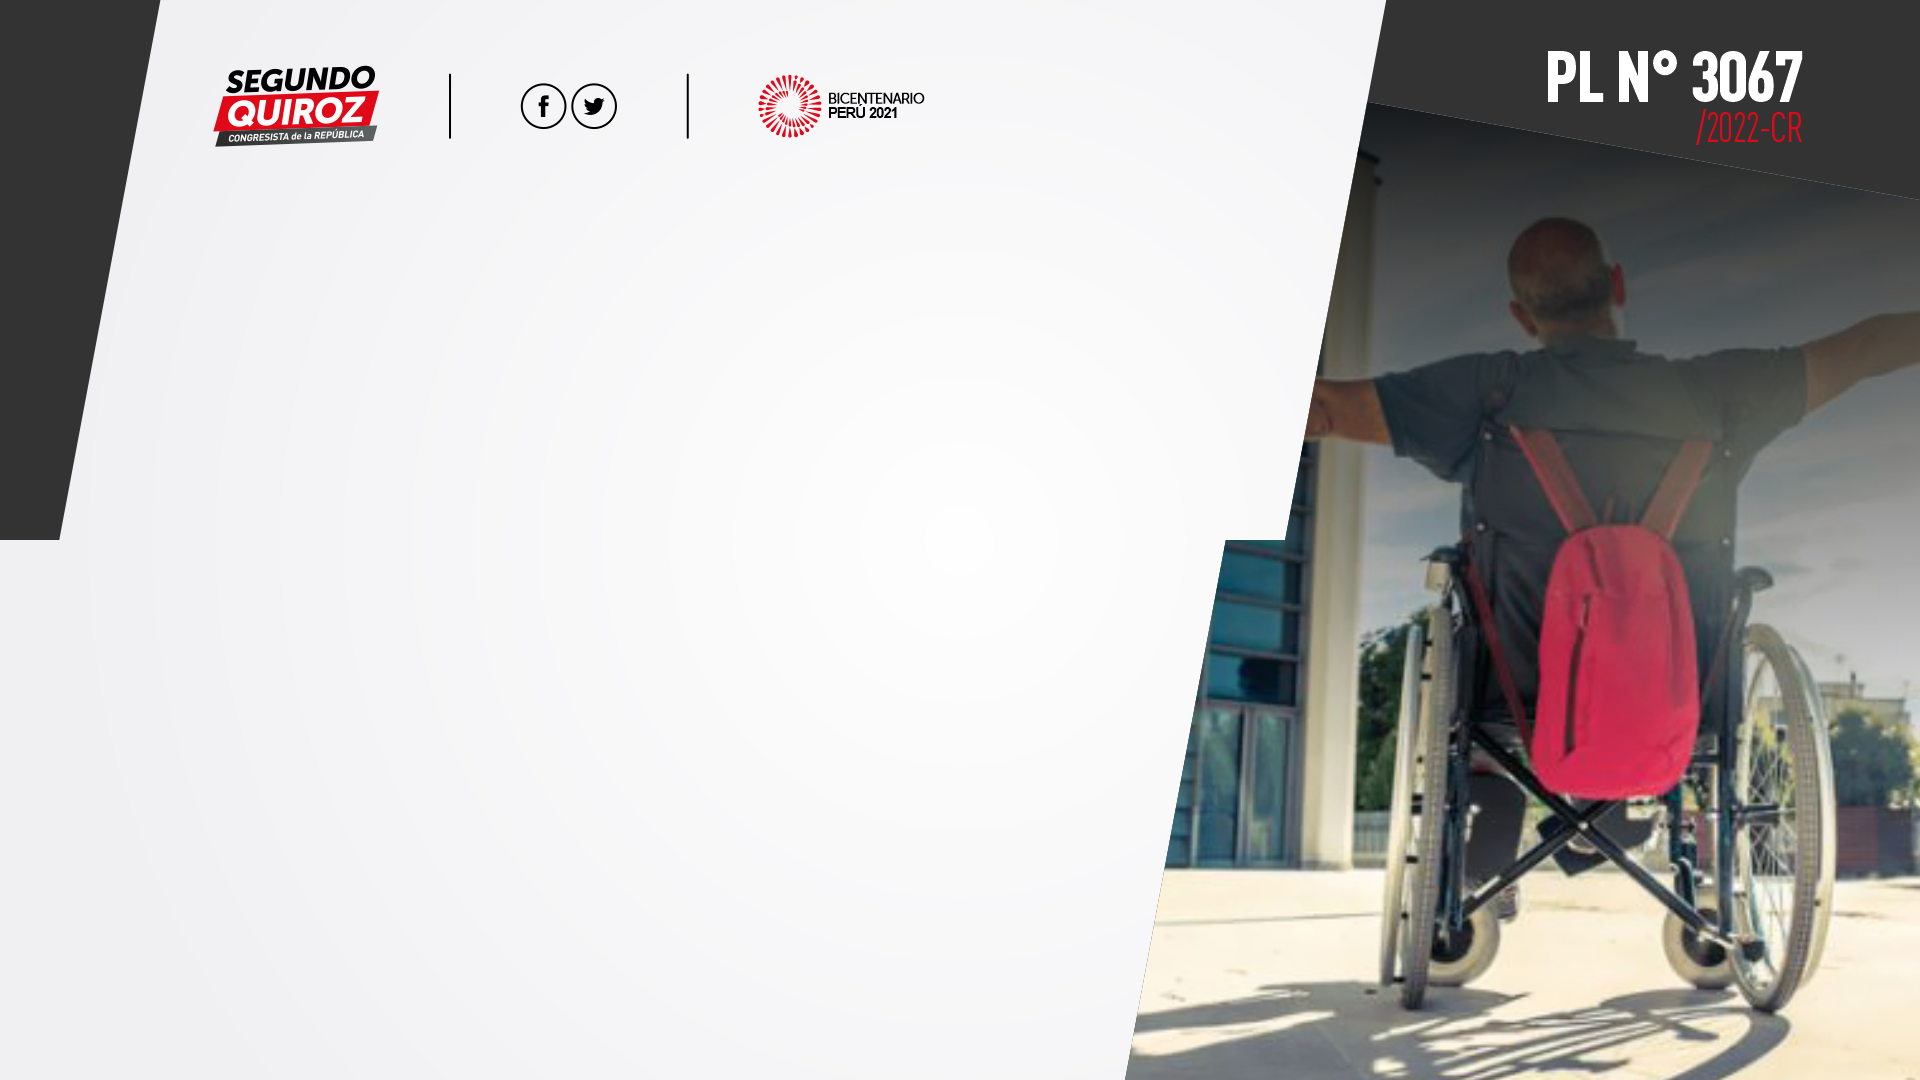 SEGUNDO
QUIROZ
CONGRESISTA de la REPÚBLICA
BICENTENARIO
PERÚ 2021
PL N° 3067
/2022-CR